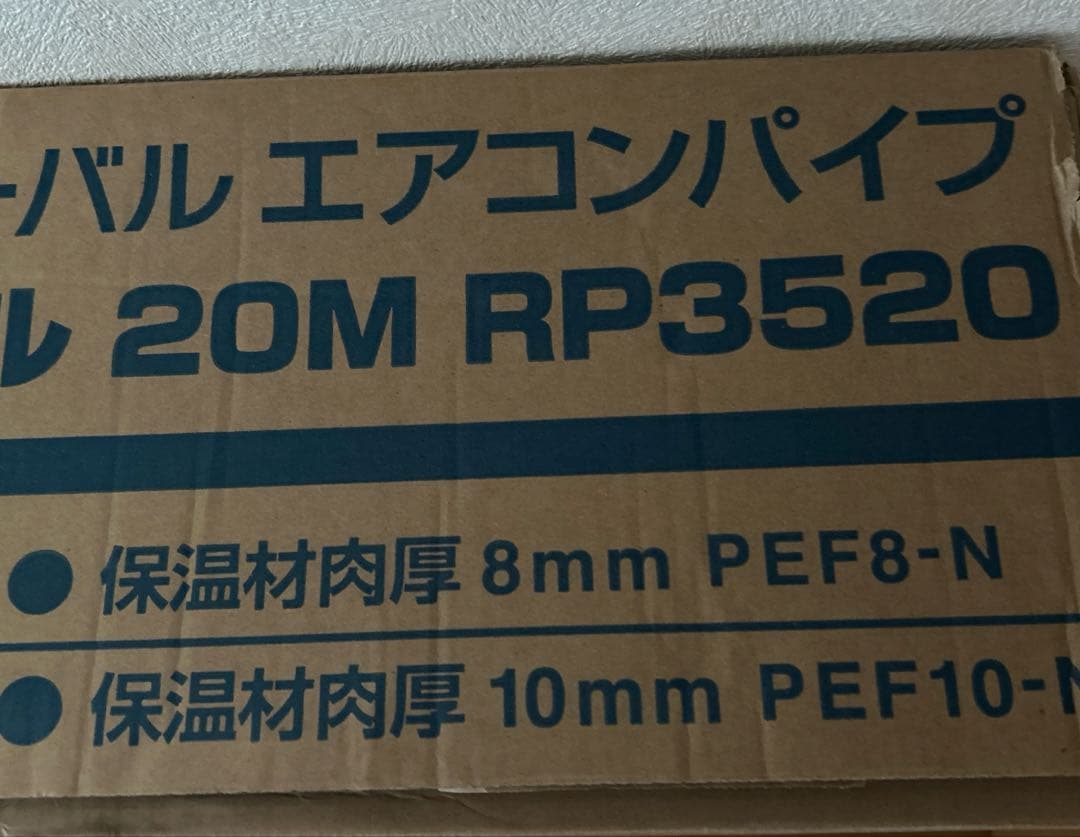 ーバル エアコンパイプ
ル 20M RP3520
● 保温材肉厚 8mm PEF8-N
● 保温材肉厚 10mm PEF10-N